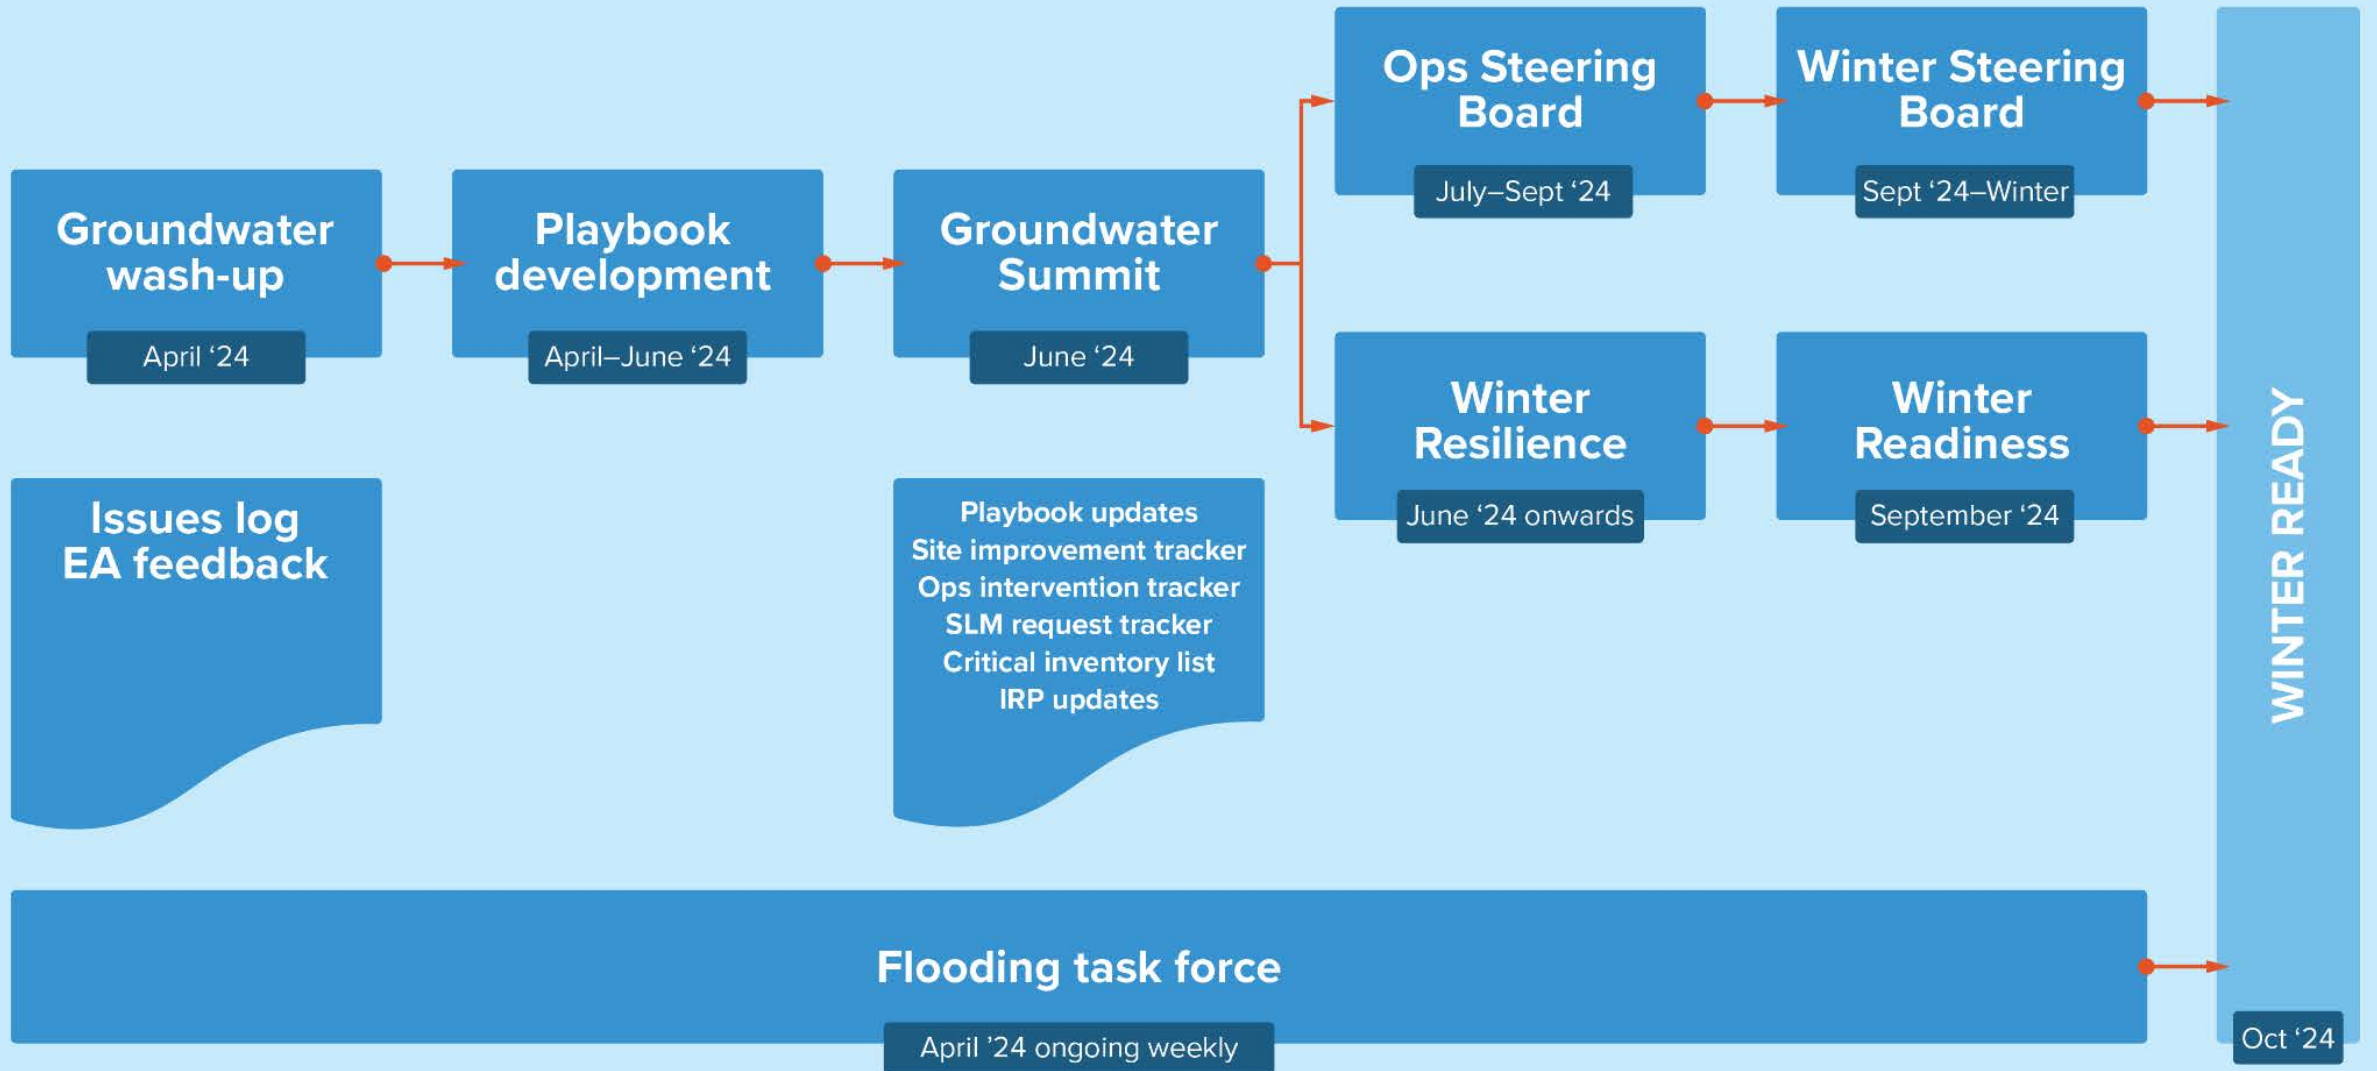 Ops Steering
Board
July–Sept ‘24
Winter Steering
Board
Sept ‘24–Winter
Groundwater
wash-up
April ‘24
Playbook
development
April–June ‘24
Groundwater
Summit
June ‘24
Winter
Resilience
June ‘24 onwards
Winter
Readiness
September ‘24
Issues log
EA feedback
Playbook updates
Site improvement tracker
Ops intervention tracker
SLM request tracker
Critical inventory list
IRP updates
Flooding task force
April ’24 ongoing weekly
WINTER READY
Oct ‘24